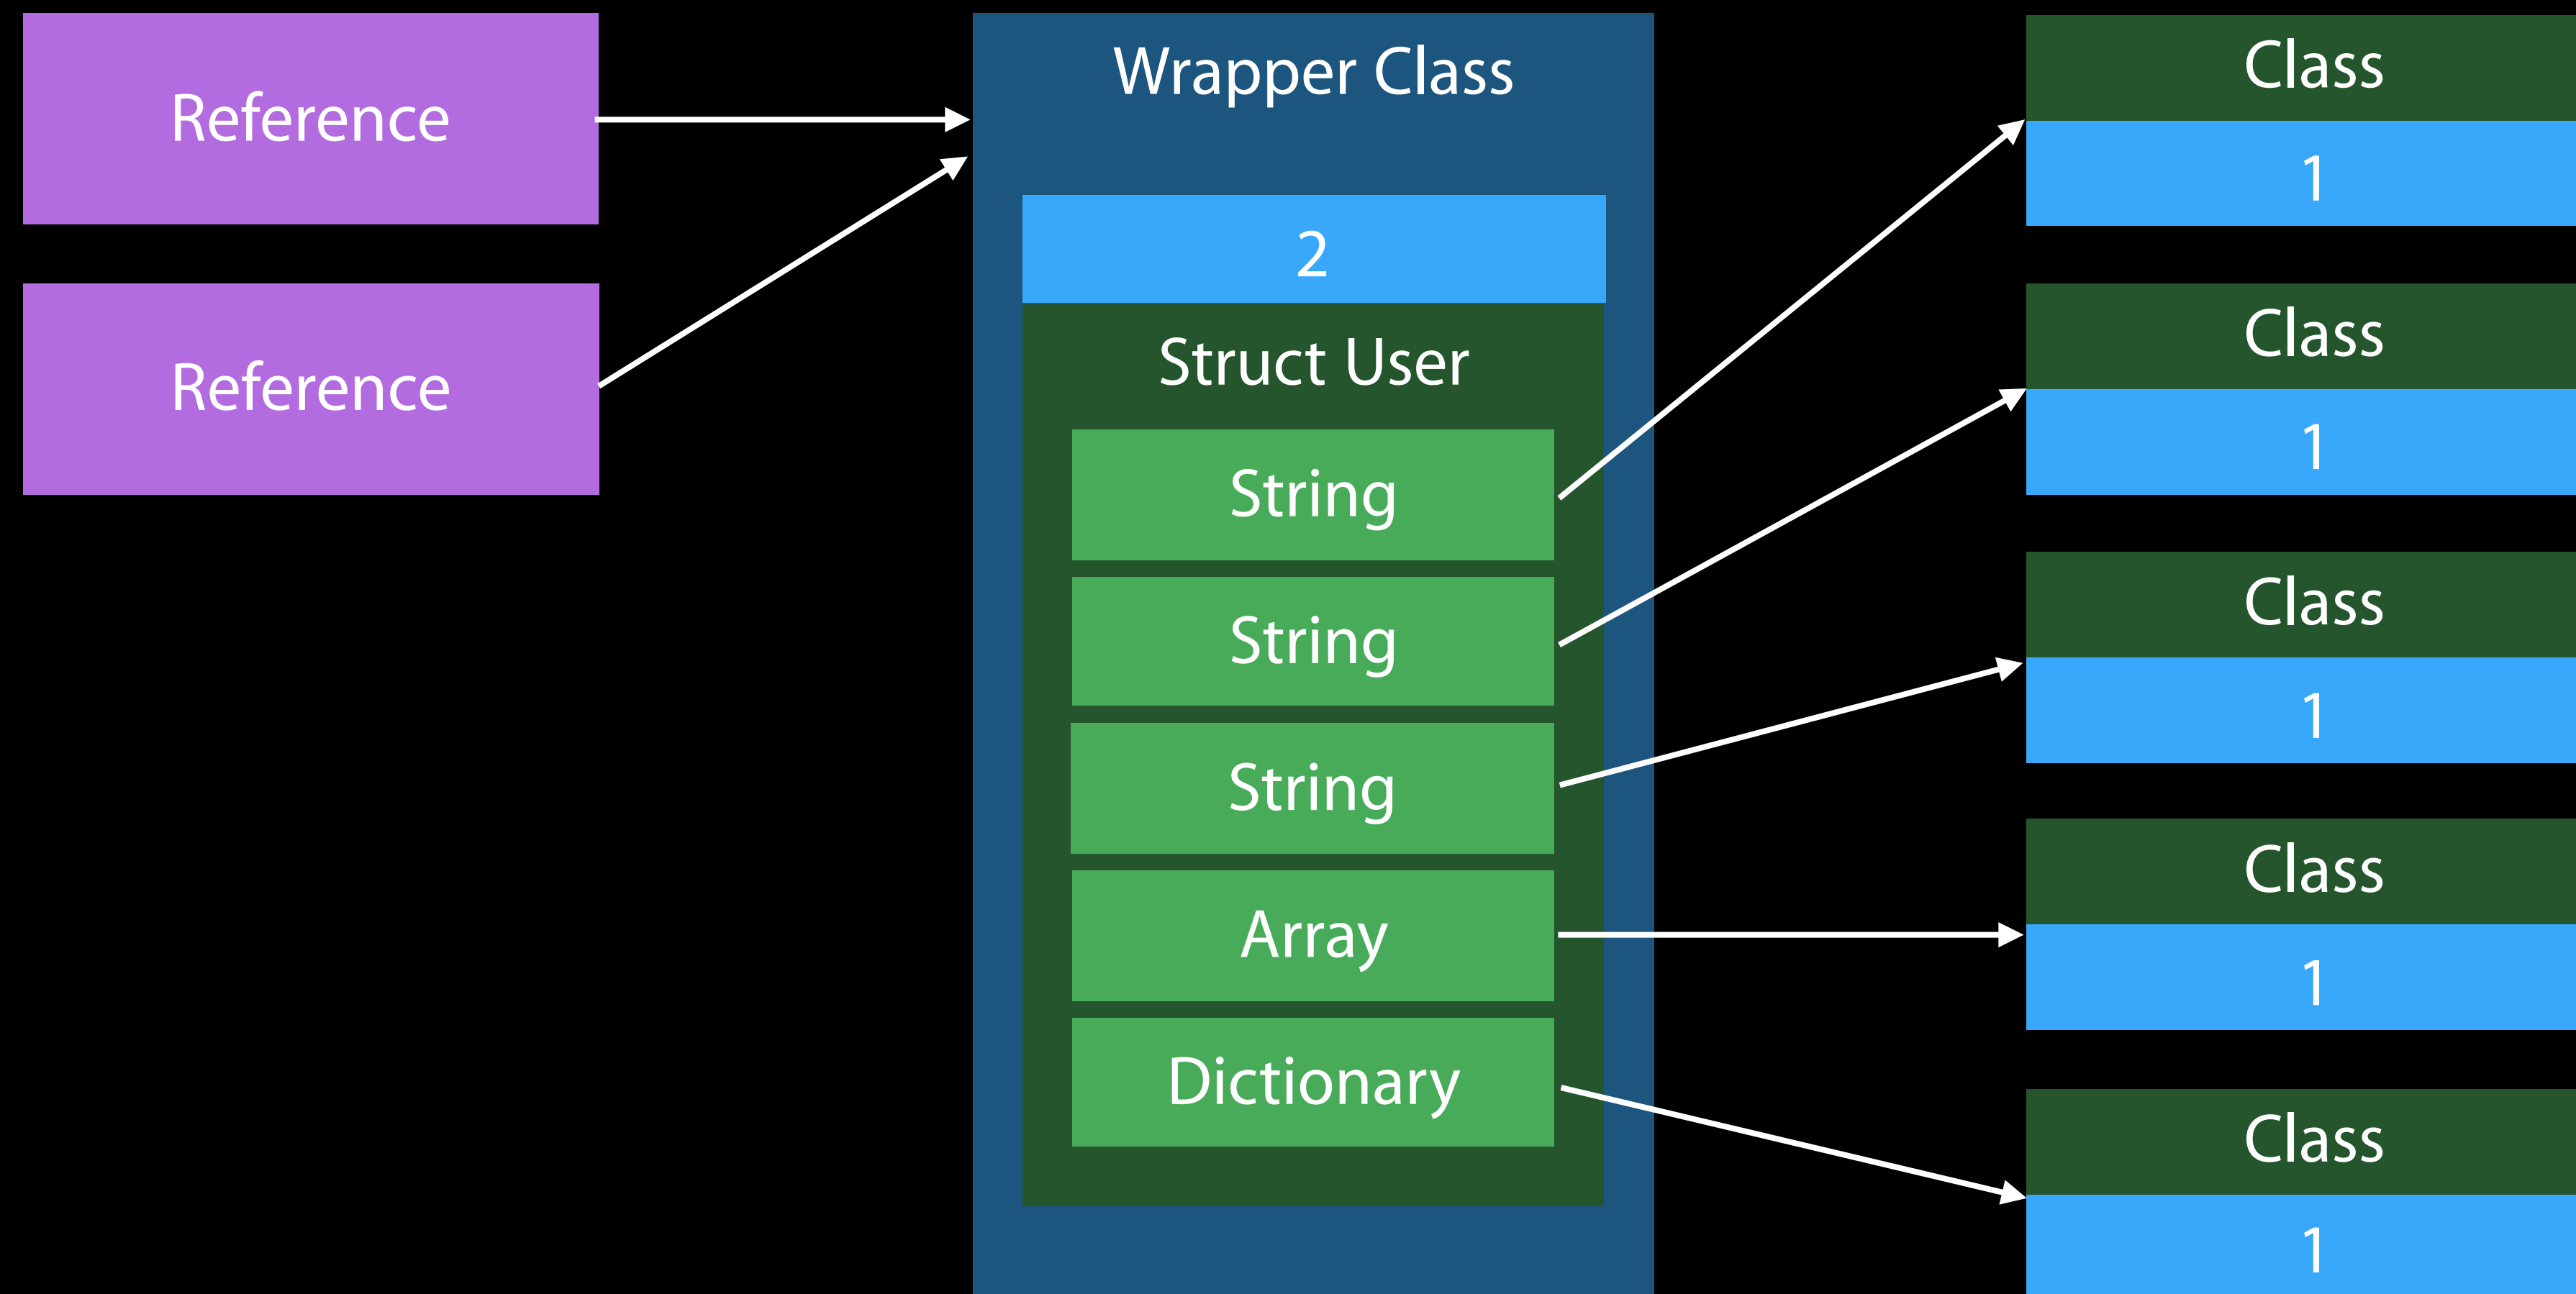 Reference
Reference
Wrapper Class
2
Struct User
String
String
String
Array
Dictionary
Class
1
Class
1
Class
1
Class
1
Class
1